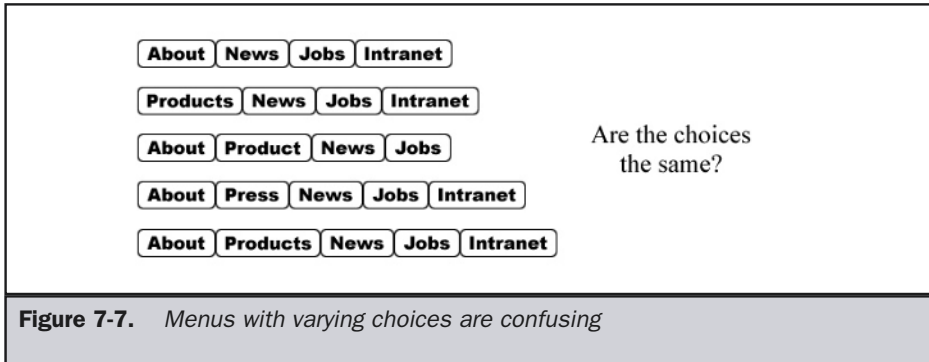 About News Jobs Intranet
Products News Jobs Intranet
About Product News Jobs
About Press News Jobs Intranet
About Products News Jobs Intranet
Are the choices
the same?
Figure 7-7. Menus with varying choices are confusing